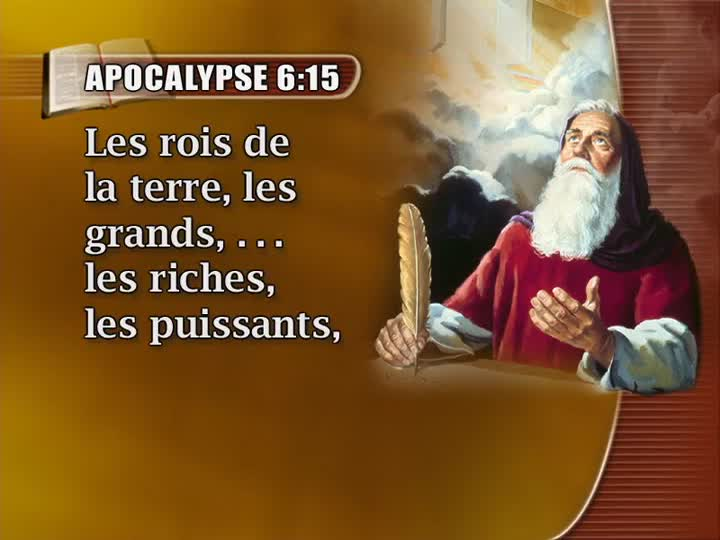 APOCALYPSE 6:15
Les rois de
la terre, les
grands, . . .
les riches,
les puissants,